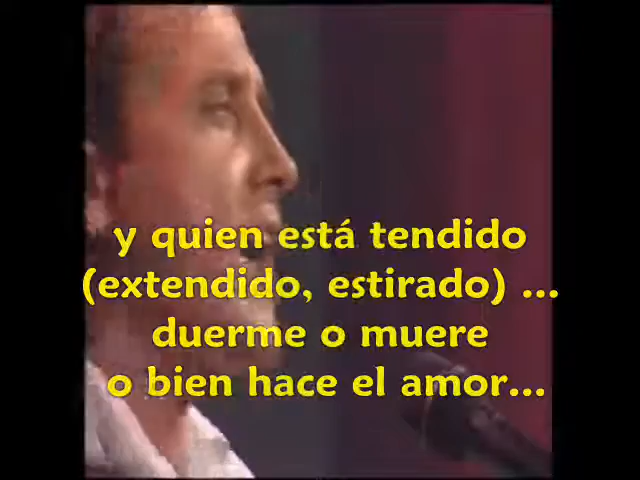 y quien está tendido
(extendido, estirado) ...
duerme o muere
o bien hace el amor...